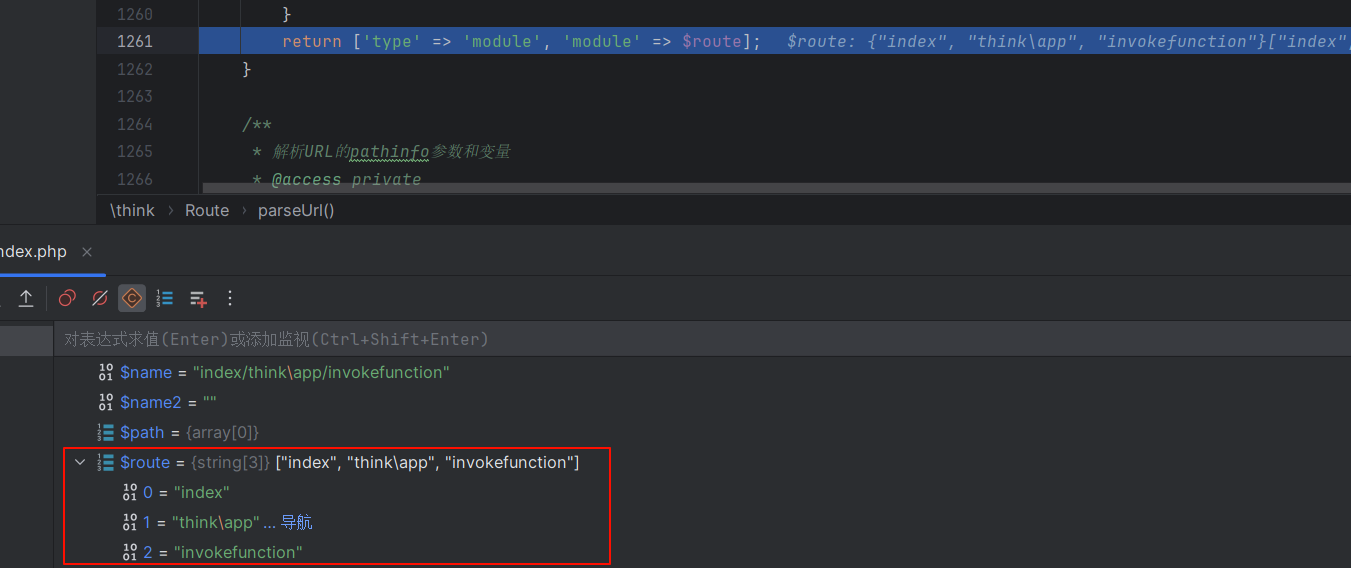 1260 }
1261 return ['type' => 'module', 'module' => $route]; $route: {"index", "think\app", "invokefunction"}["index",
1262 }
1263
1264 /**
1265 * 解析URL的pathinfo参数和变量
1266 * @access private
\think › Route › parseUrl()
ndex.php ×
对表达式求值(Enter)或添加监视(Ctrl+Shift+Enter)
$name = "index/think\app/invokefunction"
$name2 = ""
$path = {array[0]}
$route = {string[3]} ["index", "think\app", "invokefunction"]
0 = "index"
1 = "think\app" ... 导航
2 = "invokefunction"